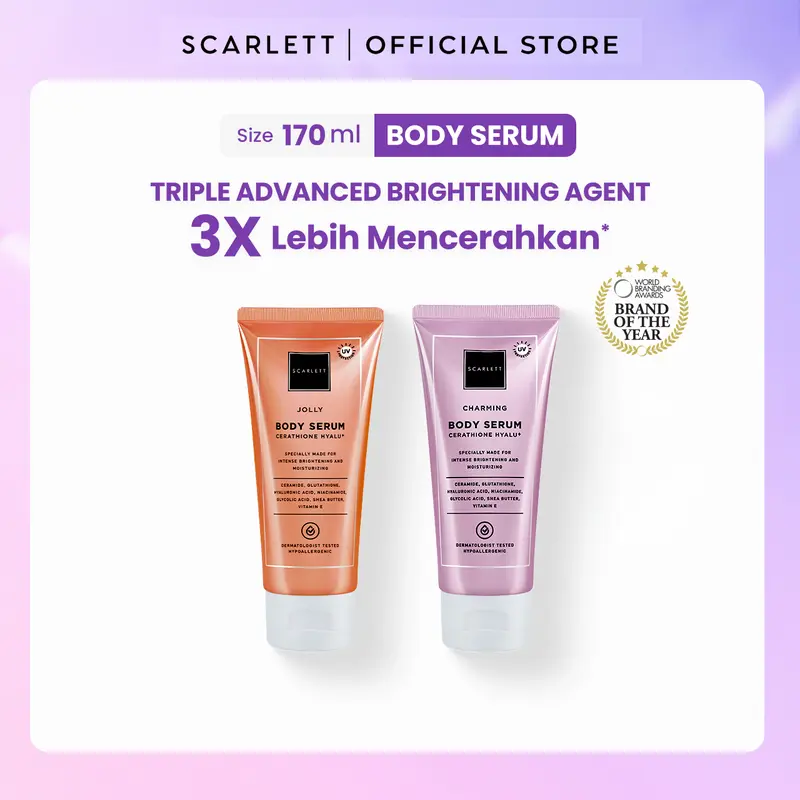 SCARLETT | OFFICIAL STORE
Size 170 ml BODY SERUM
TRIPLE ADVANCED BRIGHTENING AGENT
3X Lebih Mencerahkan*
WORLD
BRANDING
AWARDS
BRAND
OF THE
YEAR
UV
SCARLETT
JOLLY
BODY SERUM
CERATHIONE HYALU+
SPECIALLY MADE FOR
INTENSE BRIGHTENING AND
MOISTURIZING
CERAMIDE, GLUTATHIONE,
HYALURONIC ACID, NIACINAMIDE,
GLYCOLIC ACID, SHEA BUTTER,
VITAMIN E
DERMATOLOGIST TESTED
HYPOALLERGENIC
UV
SCARLETT
CHARMING
BODY SERUM
CERATHIONE HYALU+
SPECIALLY MADE FOR
INTENSE BRIGHTENING AND
MOISTURIZING
CERAMIDE, GLUTATHIONE,
HYALURONIC ACID, NIACINAMIDE,
GLYCOLIC ACID, SHEA BUTTER,
VITAMIN E
DERMATOLOGIST TESTED
HYPOALLERGENIC